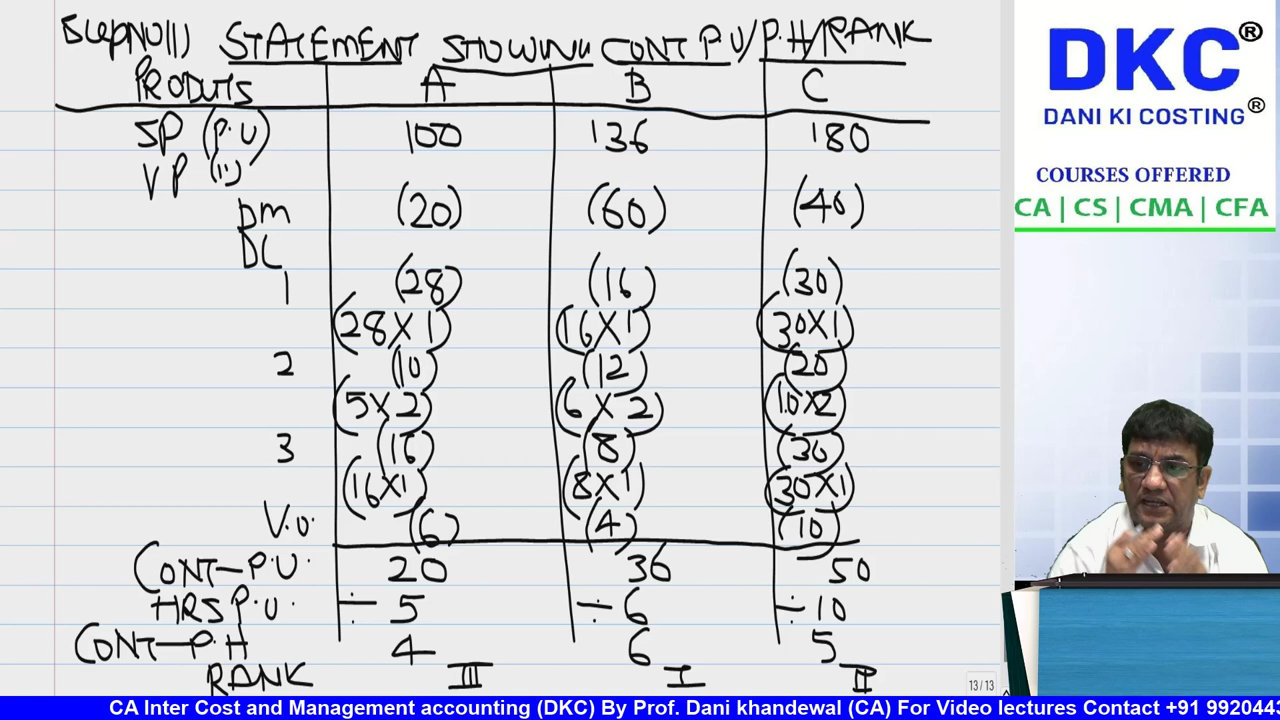 StepNo(1) STATEMENT SHOWING CONT P.U/P.H/RANK
PRODUTS A B C
SP (P.U) 100 136 180
VP (11)
DM (20) (60) (40)
DL
1 (28) (16) (30)
(28X1) (16X1) (30X1)
2 (10) (12) (20)
(5X2) (6X2) (10X2)
3 (16) (8) (30)
(16X1) (8X1) (30X1)
V.O. (6) (4) (10)
CONT-P.U. 20 36 50
HRS P.U. ÷5 ÷6 ÷10
CONT-P.H 4 6 5
RANK III I II
13/13
DKC®
DANI KI COSTING®
COURSES OFFERED
CA | CS | CMA | CFA
CA Inter Cost and Management accounting (DKC) By Prof. Dani khandewal (CA) For Video lectures Contact +91 9920443